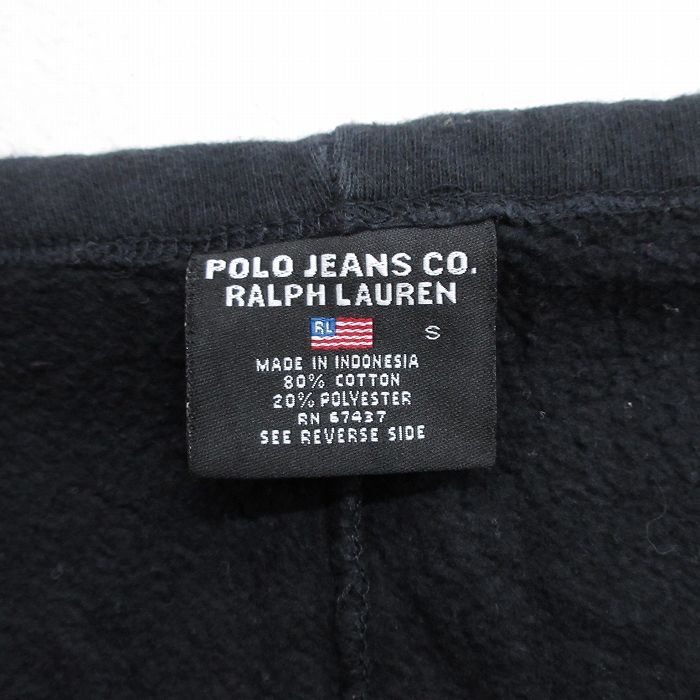 POLO JEANS CO.
RALPH LAUREN
RL
S
MADE IN INDONESIA
80% COTTON
20% POLYESTER
RN 67437
SEE REVERSE SIDE